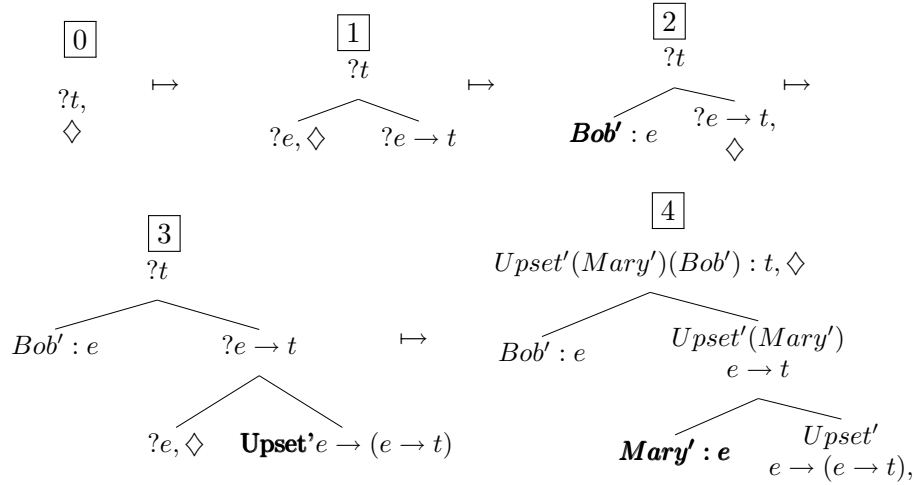 0 1 2
?t, ↦ ?t ↦ ?t ↦
◇ ?e, ◇ ?e → t Bob′ : e ?e → t,
◇
3 4
?t Upset′(Mary′)(Bob′) : t, ◇
Bob′ : e ?e → t ↦ Bob′ : e Upset′(Mary′)
e → t
?e, ◇ Upset' e → (e → t) Mary′ : e Upset′
e → (e → t),